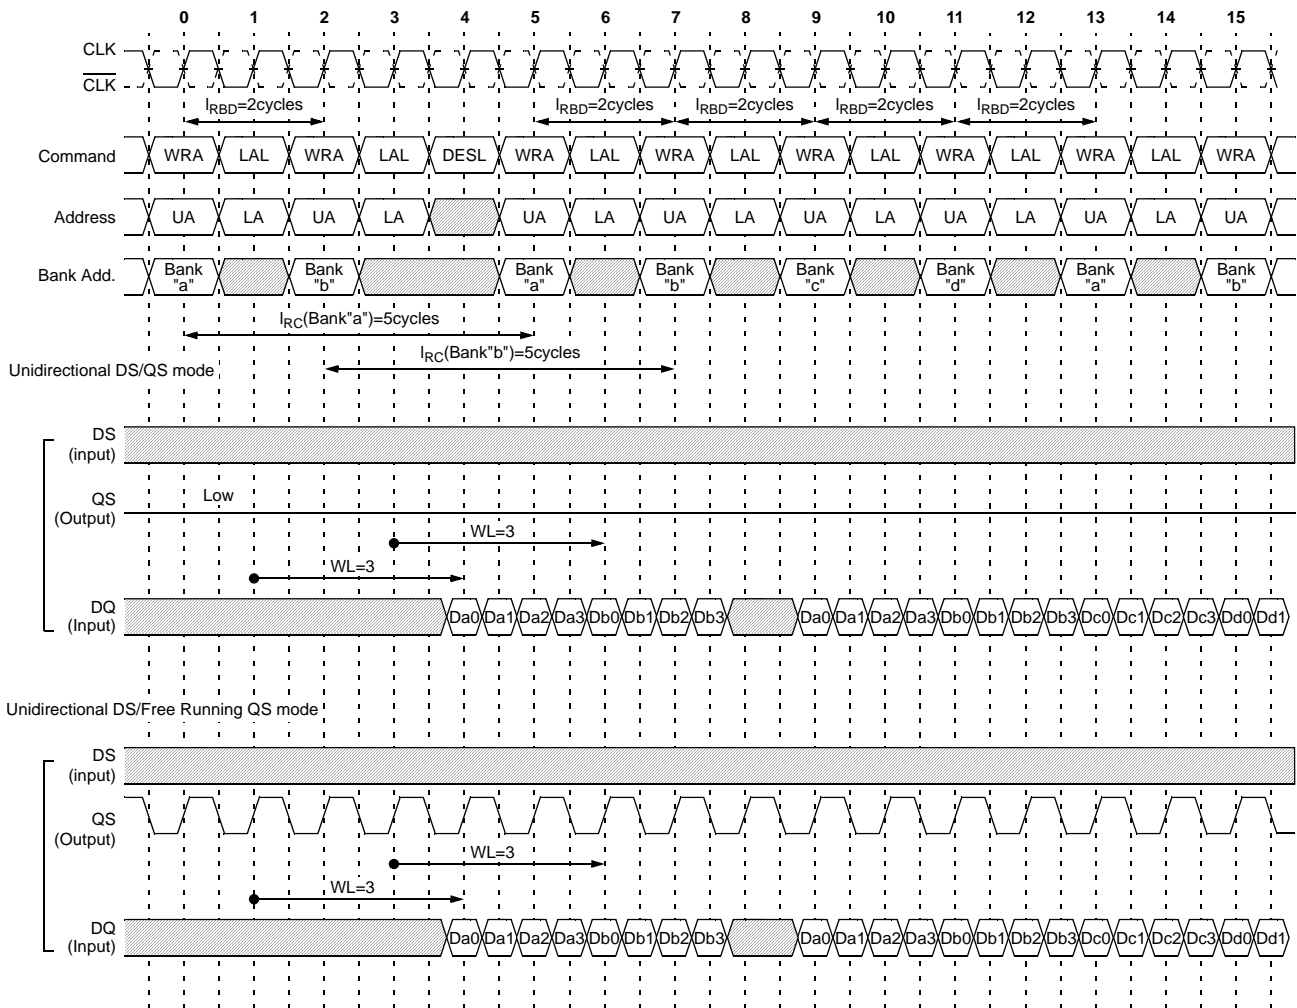 0 1 2 3 4 5 6 7 8 9 10 11 12 13 14 15
CLK
CLK
IRBD=2cycles IRBD=2cycles IRBD=2cycles IRBD=2cycles IRBD=2cycles
Command WRA LAL WRA LAL DESL WRA LAL WRA LAL WRA LAL WRA LAL WRA LAL WRA
Address UA LA UA LA UA LA UA LA UA LA UA LA UA LA UA
Bank Add. Bank "a" Bank "b" Bank "a" Bank "b" Bank "c" Bank "d" Bank "a" Bank "b"
IRC(Bank"a")=5cycles
IRC(Bank"b")=5cycles
Unidirectional DS/QS mode
DS
(input)
QS
(Output)
Low
WL=3
WL=3
DQ
(Input)
Da0 Da1 Da2 Da3 Db0 Db1 Db2 Db3 Da0 Da1 Da2 Da3 Db0 Db1 Db2 Db3 Dc0 Dc1 Dc2 Dc3 Dd0 Dd1
Unidirectional DS/Free Running QS mode
DS
(input)
QS
(Output)
WL=3
WL=3
DQ
(Input)
Da0 Da1 Da2 Da3 Db0 Db1 Db2 Db3 Da0 Da1 Da2 Da3 Db0 Db1 Db2 Db3 Dc0 Dc1 Dc2 Dc3 Dd0 Dd1